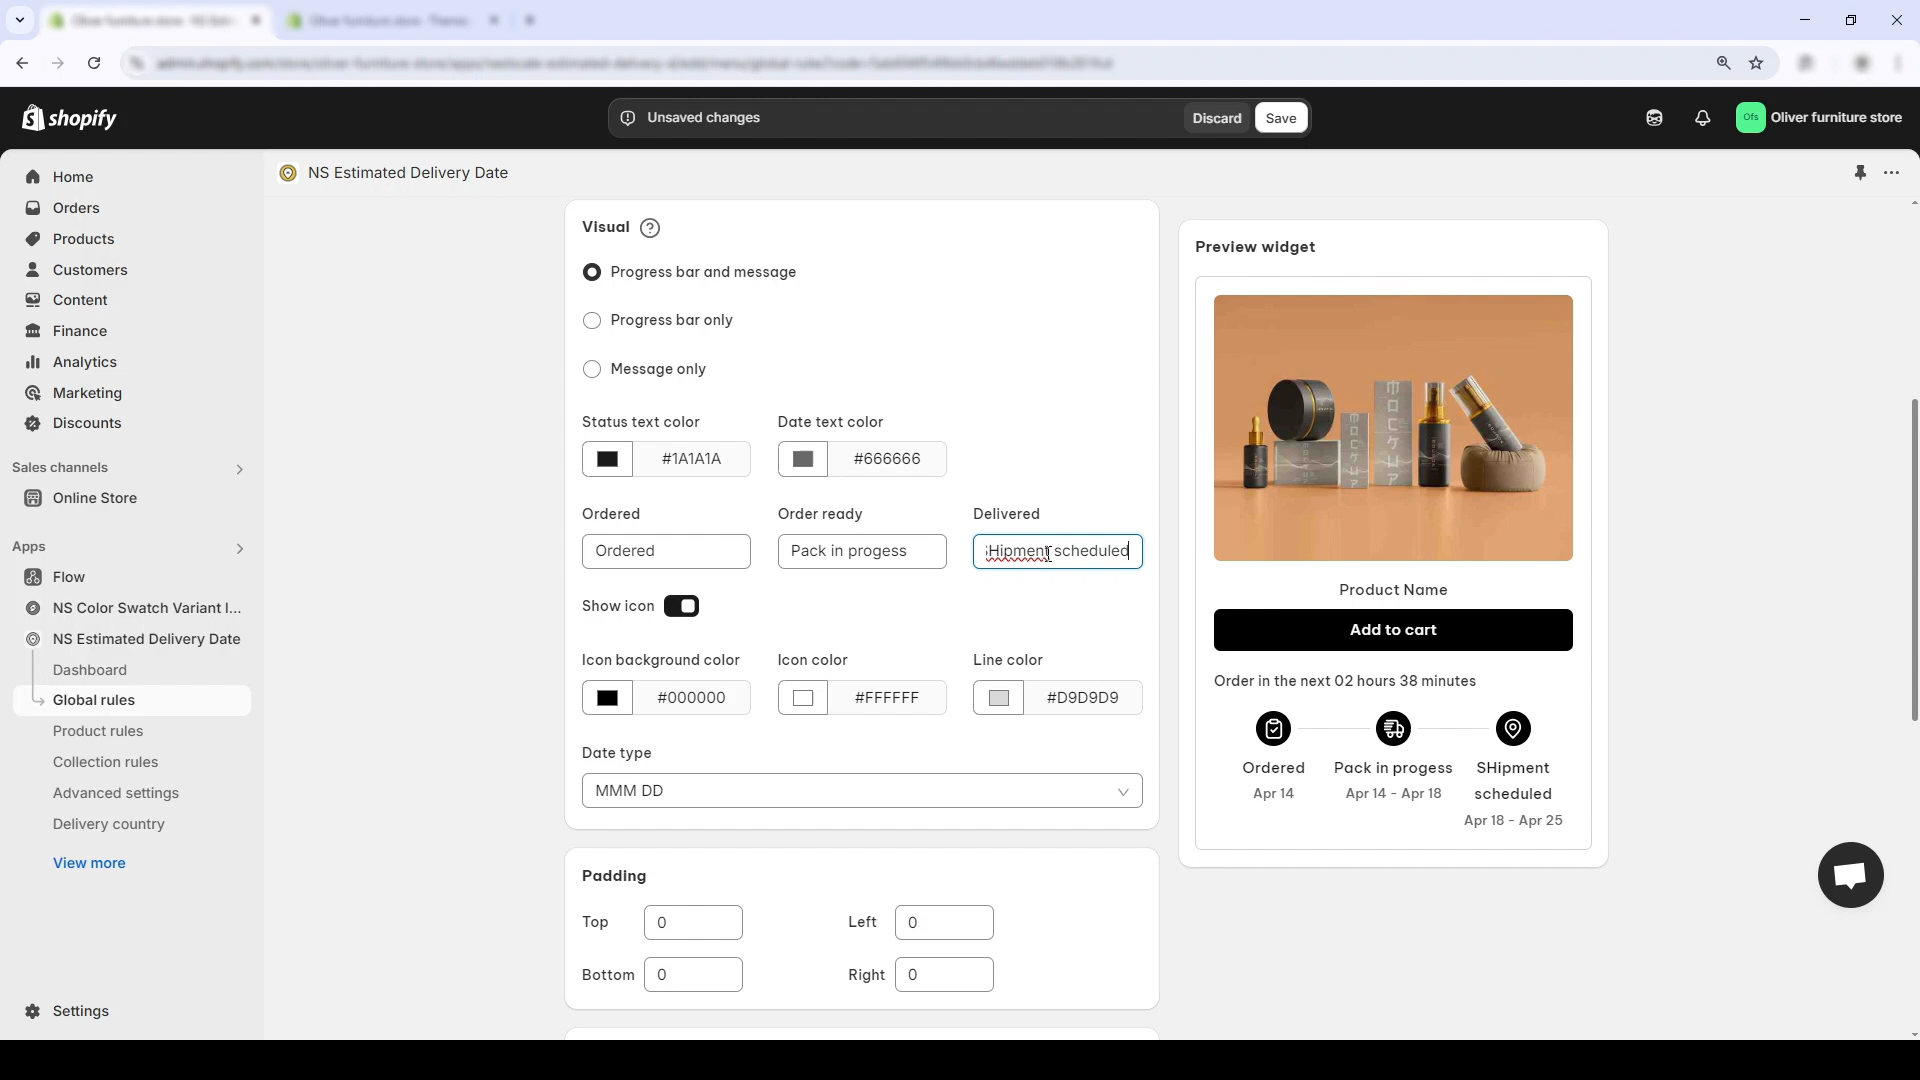 shopify
Unsaved changes
Discard
Save
Ofs
Oliver furniture store
Home
Orders
Products
Customers
Content
Finance
Analytics
Marketing
Discounts
Sales channels
Online Store
Apps
Flow
NS Color Swatch Variant I...
NS Estimated Delivery Date
Dashboard
Global rules
Product rules
Collection rules
Advanced settings
Delivery country
View more
Settings
NS Estimated Delivery Date
Visual
Progress bar and message
Progress bar only
Message only
Status text color
Date text color
#1A1A1A
#666666
Ordered
Order ready
Delivered
Ordered
Pack in progess
SHipment scheduled
Show icon
Icon background color
Icon color
Line color
#000000
#FFFFFF
#D9D9D9
Date type
MMM DD
Padding
Top
0
Left
0
Bottom
0
Right
0
Preview widget
Product Name
Add to cart
Order in the next 02 hours 38 minutes
Ordered
Apr 14
Pack in progess
Apr 14 - Apr 18
SHipment
scheduled
Apr 18 - Apr 25